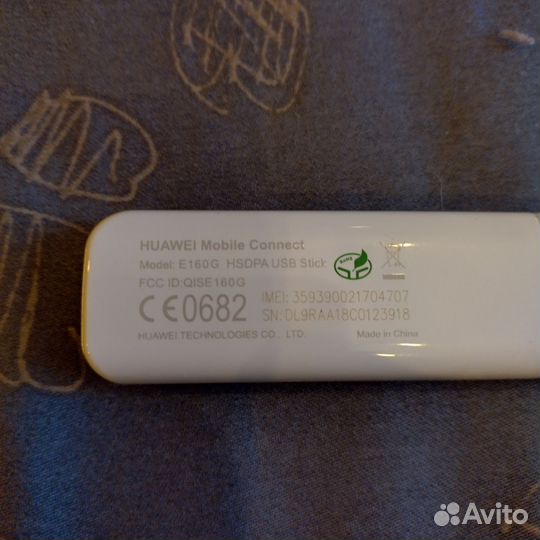 HUAWEI Mobile Connect
Model: E160G HSDPA USB Stick
FCC ID:QISE160G
IMEI: 359390021704707
CE0682
SN:DL9RAA18C0123918
HUAWEI TECHNOLOGIES CO., LTD. Made in China
RoHS
Avito